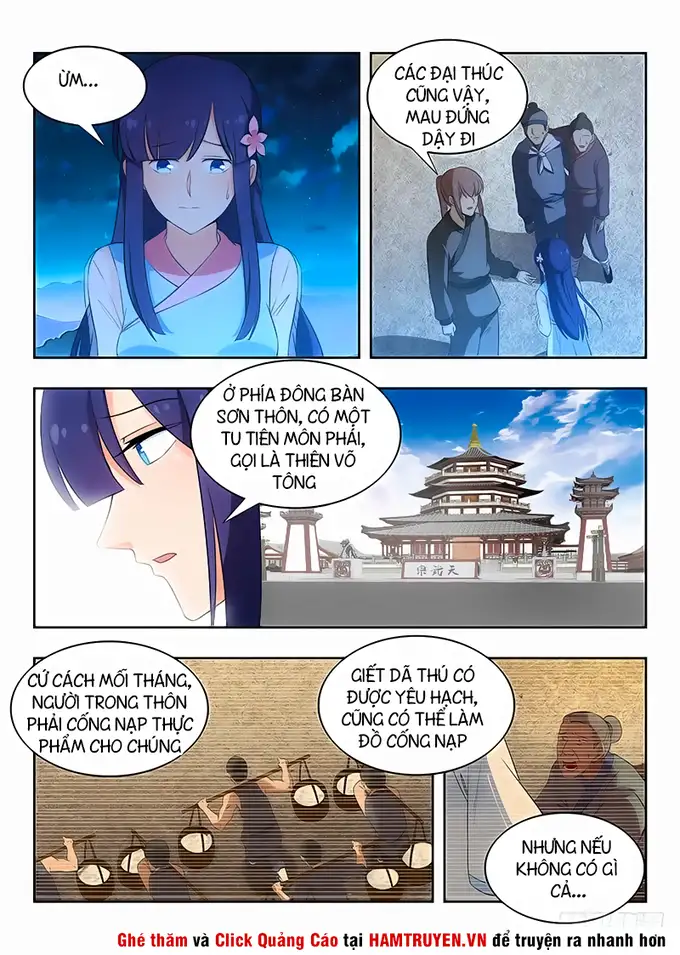 ỪM...
CÁC ĐẠI THÚC
CŨNG VẬY,
MAU ĐỨNG
DẬY ĐI
Ở PHÍA ĐÔNG BÀN
SƠN THÔN, CÓ MỘT
TU TIÊN MÔN PHÁI,
GỌI LÀ THIÊN VÕ
TÔNG
CỨ CÁCH MỖI THÁNG,
NGƯỜI TRONG THÔN
PHẢI CỐNG NẠP THỰC
PHẨM CHO CHÚNG
GIẾT DÃ THÚ CÓ
ĐƯỢC YÊU HẠCH,
CŨNG CÓ THỂ LÀM
ĐỒ CỐNG NẠP
NHƯNG NẾU
KHÔNG CÓ GÌ
CẢ...
Ghé thăm và Click Quảng Cáo tại HAMTRUYEN.VN để truyện ra nhanh hơn